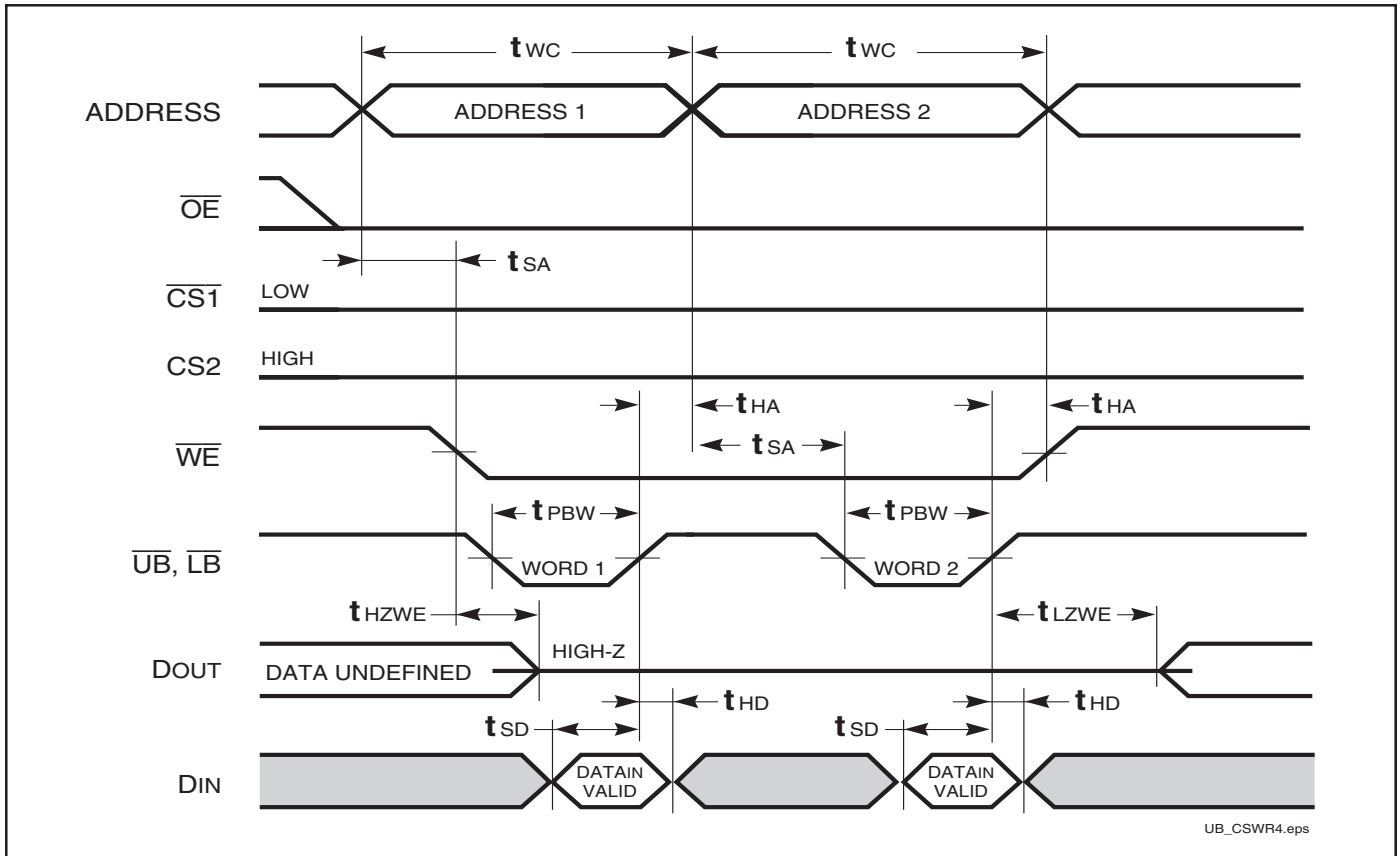 tWC tWC
ADDRESS ADDRESS 1 ADDRESS 2
OE
tSA
CS1 LOW
CS2 HIGH
tHA tHA
WE tSA
tPBW tPBW
UB, LB WORD 1 WORD 2
tHZWE tLZWE
DOUT DATA UNDEFINED HIGH-Z
tSD tHD tSD tHD
DIN DATAIN VALID DATAIN VALID
UB_CSWR4.eps